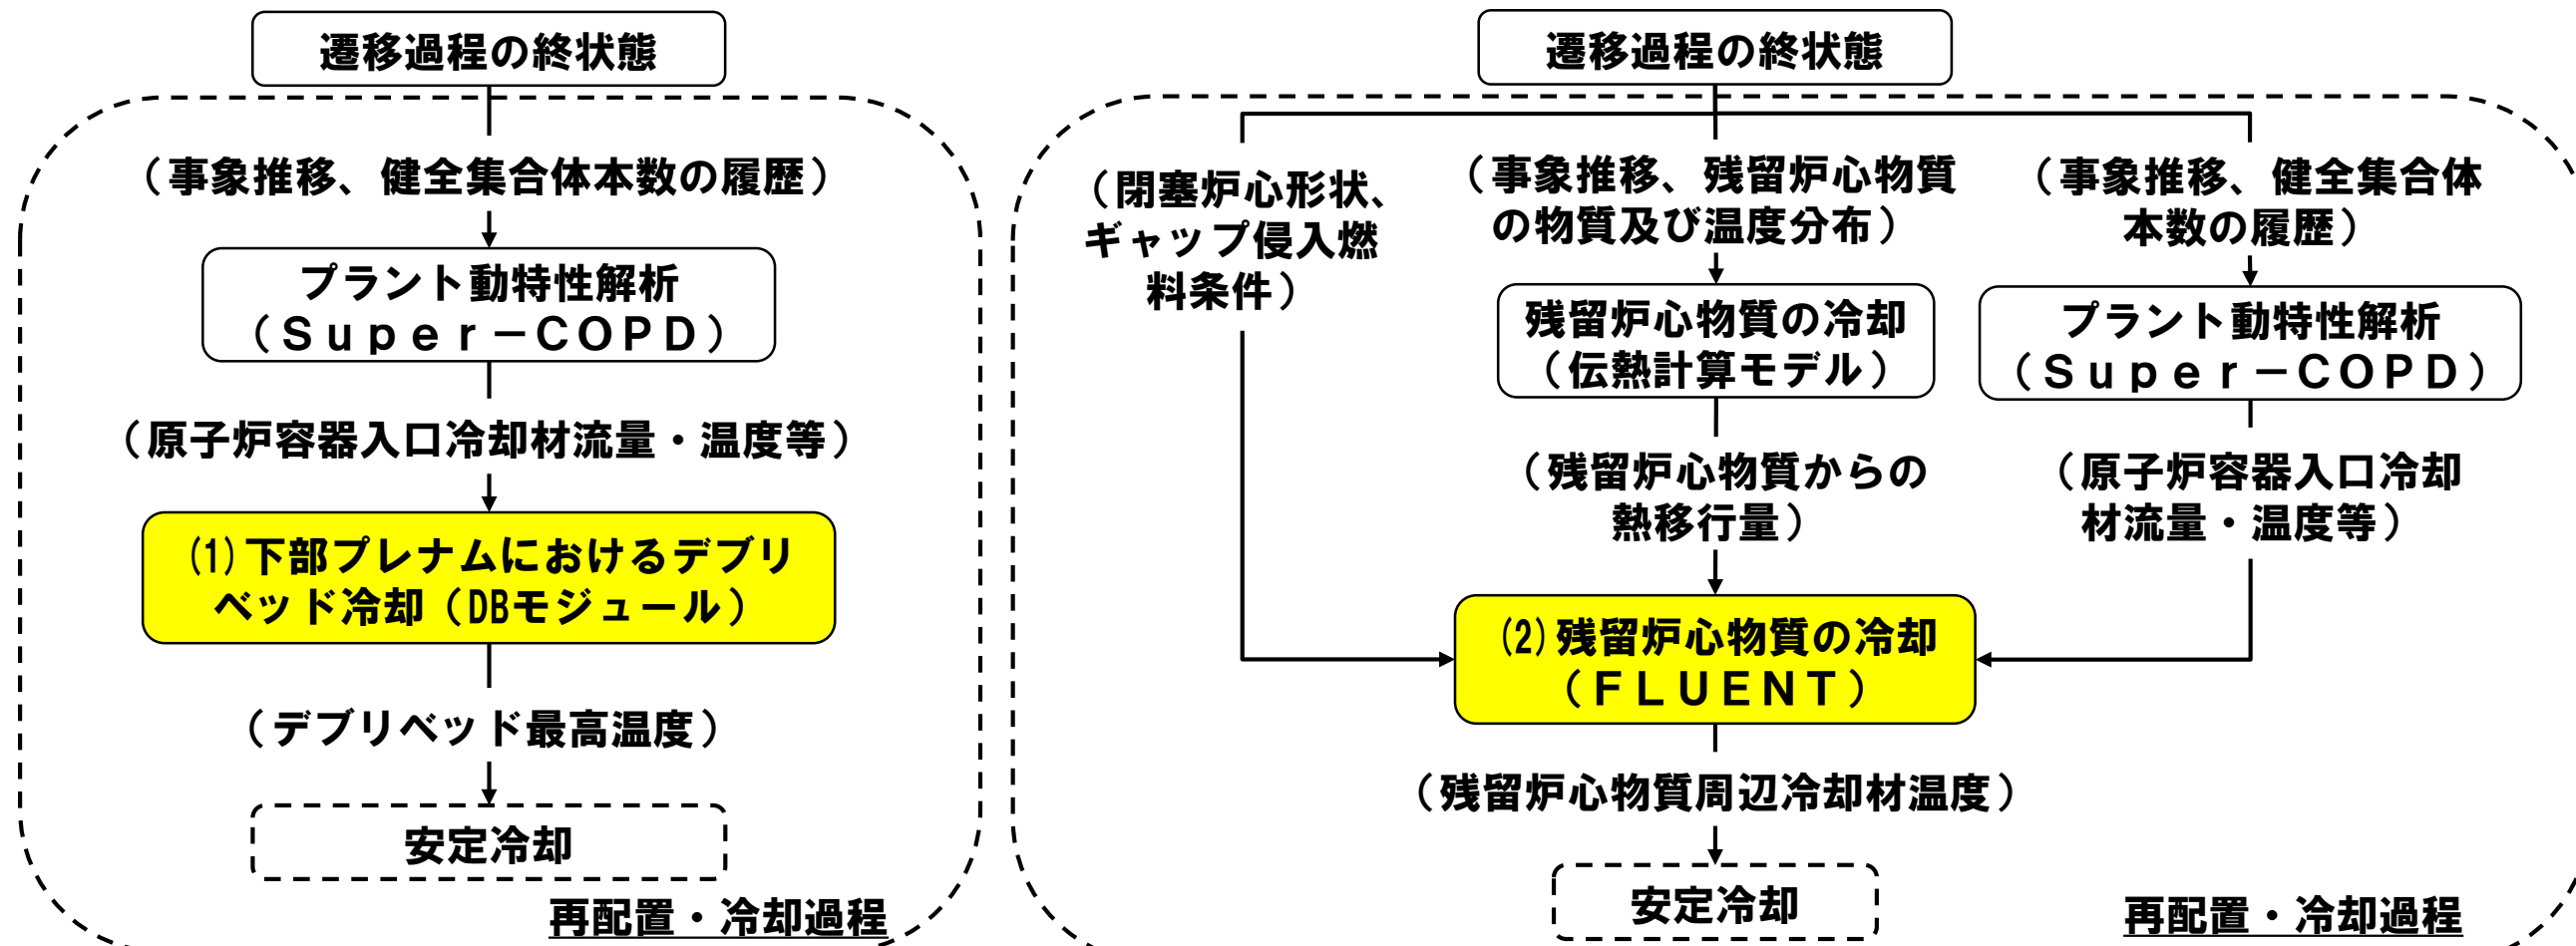 遷移過程の終状態
（事象推移、健全集合体本数の履歴）
プラント動特性解析
（Ｓｕｐｅｒ－ＣＯＰＤ）
（原子炉容器入口冷却材流量・温度等）
(1)下部プレナムにおけるデブリ
ベッド冷却（DBモジュール）
（デブリベッド最高温度）
安定冷却
再配置・冷却過程
遷移過程の終状態
（閉塞炉心形状、
ギャップ侵入燃
料条件）
（事象推移、残留炉心物質
の物質及び温度分布）
残留炉心物質の冷却
（伝熱計算モデル）
（残留炉心物質からの
熱移行量）
（事象推移、健全集合体
本数の履歴）
プラント動特性解析
（Ｓｕｐｅｒ－ＣＯＰＤ）
（原子炉容器入口冷却
材流量・温度等）
(2)残留炉心物質の冷却
（ＦＬＵＥＮＴ）
（残留炉心物質周辺冷却材温度）
安定冷却
再配置・冷却過程